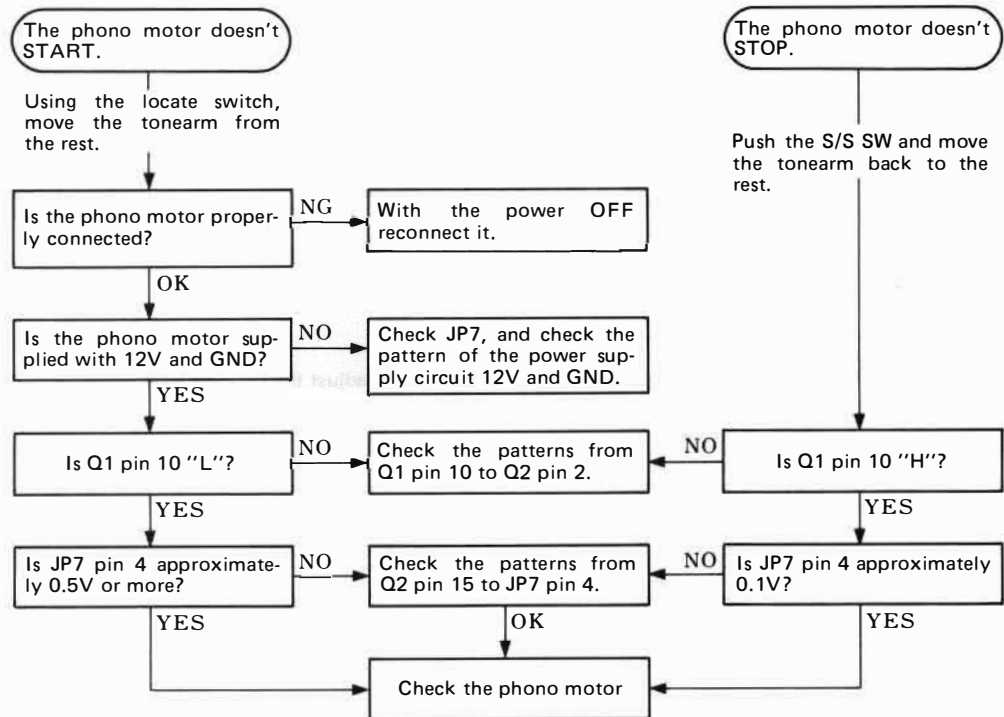 The phono motor doesn't
START.
The phono motor doesn't
STOP.
Using the locate switch,
move the tonearm from
the rest.
Push the S/S SW and move
the tonearm back to the
rest.
Is the phono motor proper-
ly connected?
NG
With the power OFF
reconnect it.
OK
Is the phono motor sup-
plied with 12V and GND?
NO
Check JP7, and check the
pattern of the power sup-
ply circuit 12V and GND.
YES
Is Q1 pin 10 "L"?
NO
Check the patterns from
Q1 pin 10 to Q2 pin 2.
NO
Is Q1 pin 10 "H"?
YES
YES
Is JP7 pin 4 approximate-
ly 0.5V or more?
NO
Check the patterns from
Q2 pin 15 to JP7 pin 4.
NO
Is JP7 pin 4 approximately
0.1V?
YES
OK
YES
Check the phono motor